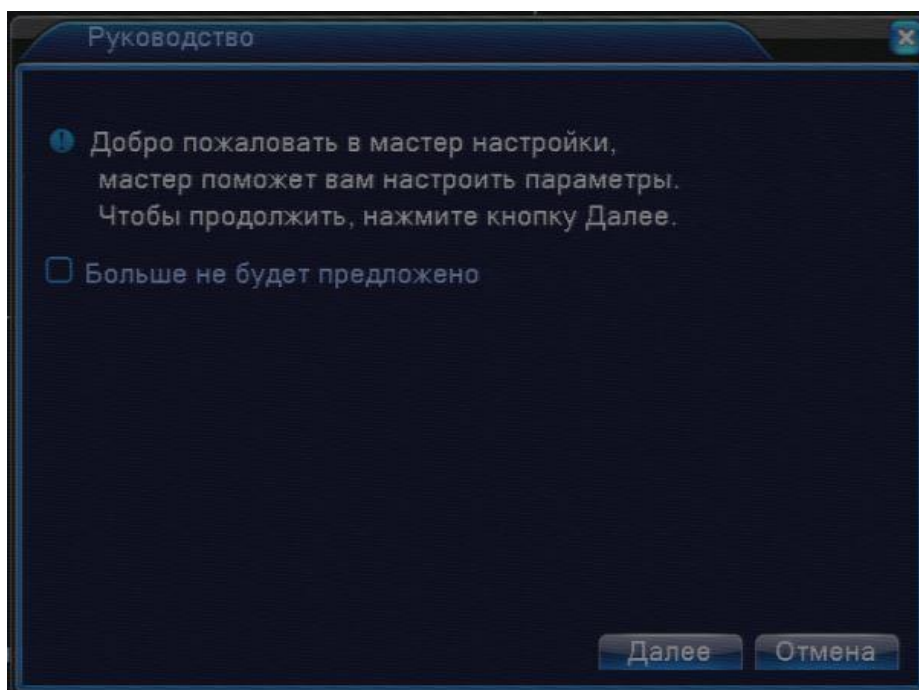 Руководство
Добро пожаловать в мастер настройки,
мастер поможет вам настроить параметры.
Чтобы продолжить, нажмите кнопку Далее.
Больше не будет предложено
Далее Отмена